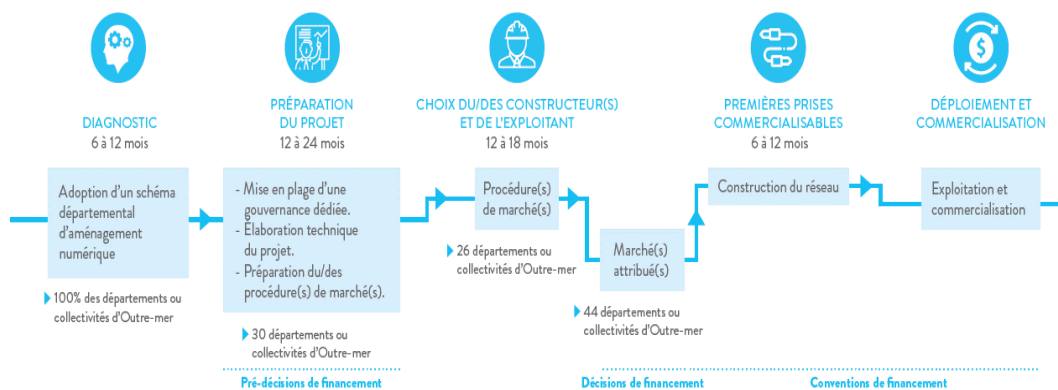 DIAGNOSTIC
6 à 12 mois
Adoption d'un schéma
départemental
d'aménagement
numérique
100% des départements ou
collectivités d'Outre-mer
PRÉPARATION
DU PROJET
12 à 24 mois
- Mise en plage d'une
gouvernance dédiée.
- Élaboration technique
du projet.
- Préparation du/des
procédure(s) de marché(s).
30 départements ou
collectivités d'Outre-mer
Pré-décisions de financement
CHOIX DU/DES CONSTRUCTEUR(S)
ET DE L'EXPLOITANT
12 à 18 mois
Procédure(s)
de marché(s)
26 départements ou
collectivités d'Outre-mer
Marché(s)
attribué(s)
44 départements ou
collectivités d'Outre-mer
Décisions de financement
PREMIÈRES PRISES
COMMERCIALISABLES
6 à 12 mois
Construction du réseau
DÉPLOIEMENT ET
COMMERCIALISATION
Exploitation et
commercialisation
Conventions de financement
$